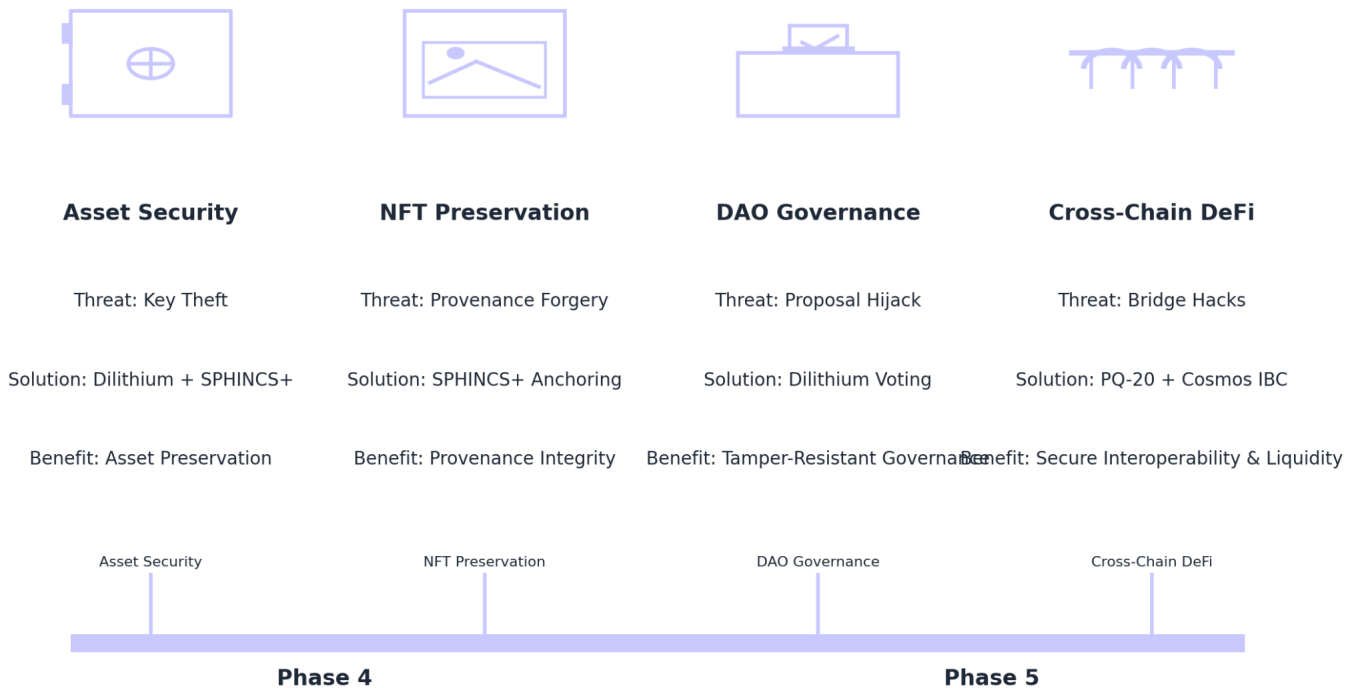 Asset Security
NFT Preservation
DAO Governance
Cross-Chain DeFi
Threat: Key Theft
Threat: Provenance Forgery
Threat: Proposal Hijack
Threat: Bridge Hacks
Solution: Dilithium + SPHINCS+
Solution: SPHINCS+ Anchoring
Solution: Dilithium Voting
Solution: PQ-20 + Cosmos IBC
Benefit: Asset Preservation
Benefit: Provenance Integrity
Benefit: Tamper-Resistant Governance
Benefit: Secure Interoperability & Liquidity
Asset Security
NFT Preservation
DAO Governance
Cross-Chain DeFi
Phase 4
Phase 5